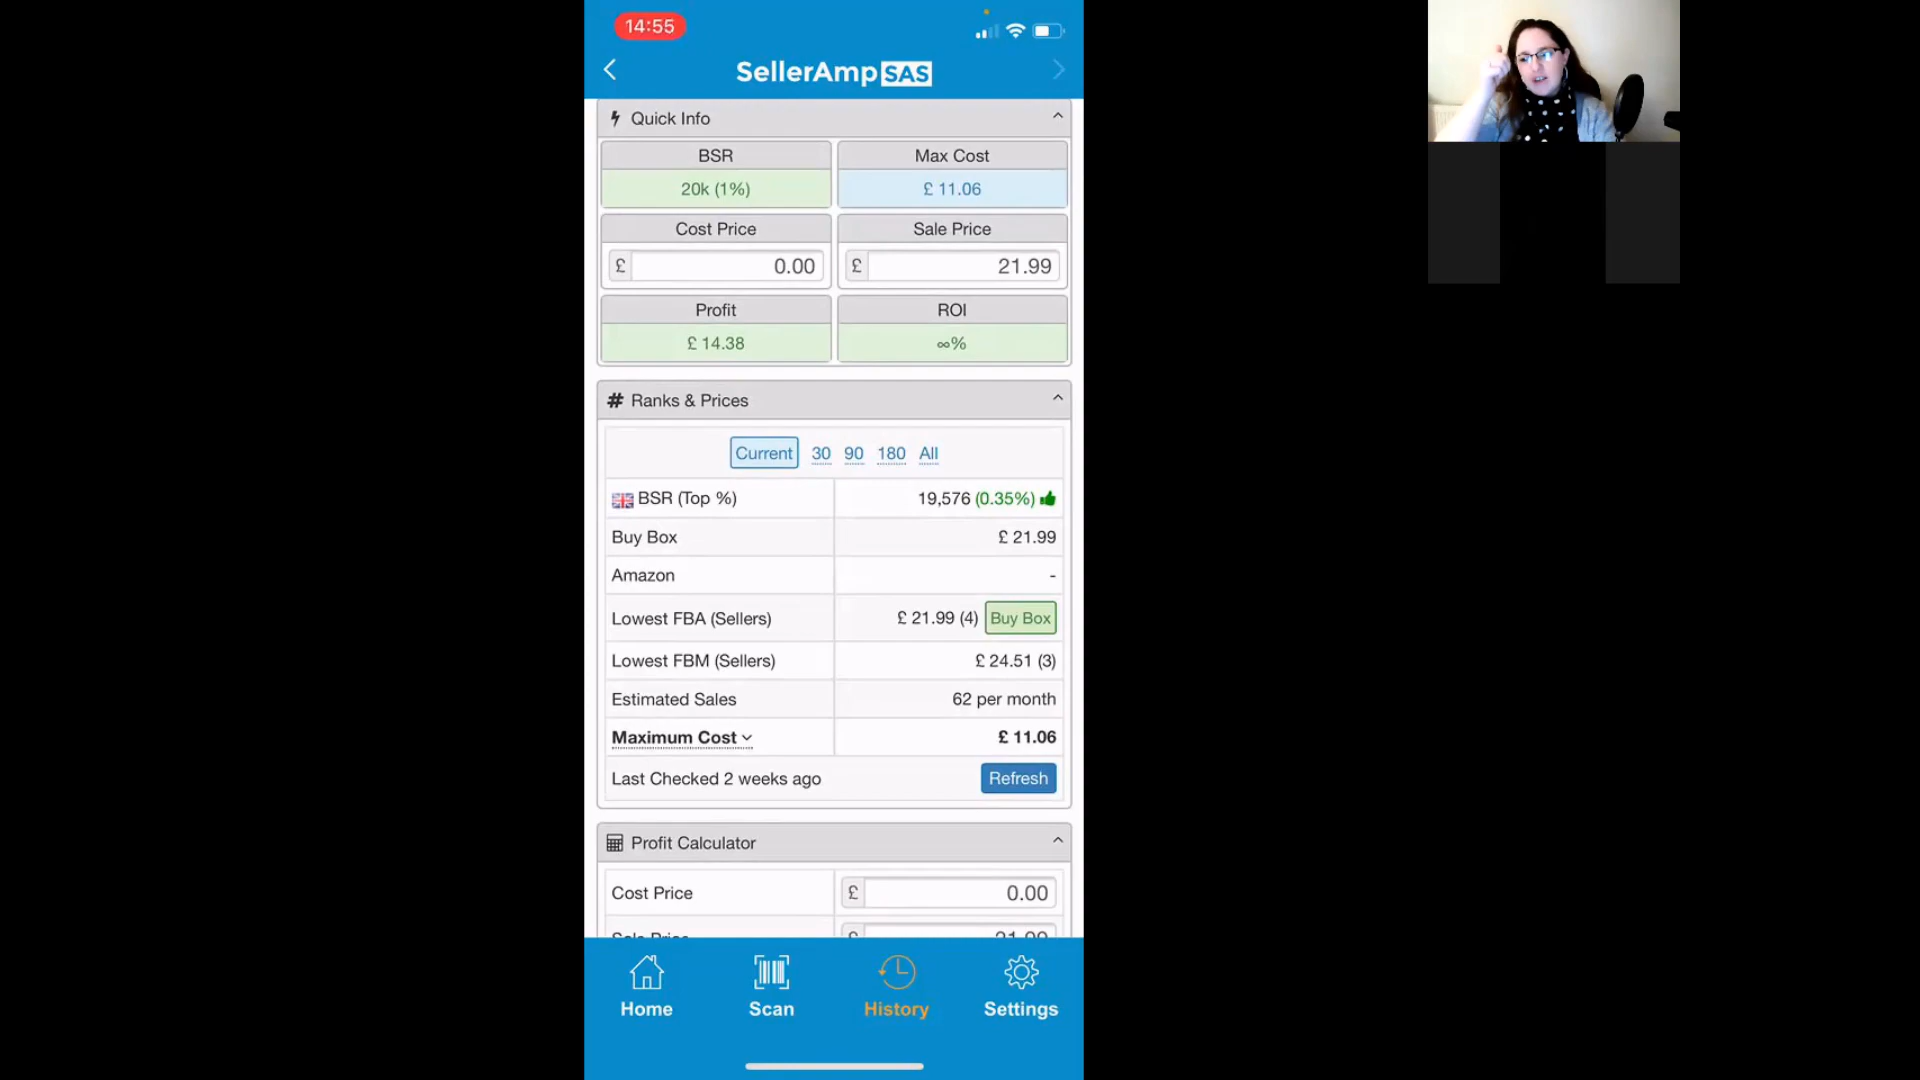 14:55
SellerAmp SAS
Quick Info
BSR
Max Cost
20k (1%)
£ 11.06
Cost Price
Sale Price
£ 0.00
£ 21.99
Profit
ROI
£ 14.38
∞%
# Ranks & Prices
Current 30 90 180 All
BSR (Top %) 19,576 (0.35%)
Buy Box £ 21.99
Amazon -
Lowest FBA (Sellers) £ 21.99 (4) Buy Box
Lowest FBM (Sellers) £ 24.51 (3)
Estimated Sales 62 per month
Maximum Cost £ 11.06
Last Checked 2 weeks ago Refresh
Profit Calculator
Cost Price £ 0.00
Sale Price £ 21.99
Home Scan History Settings